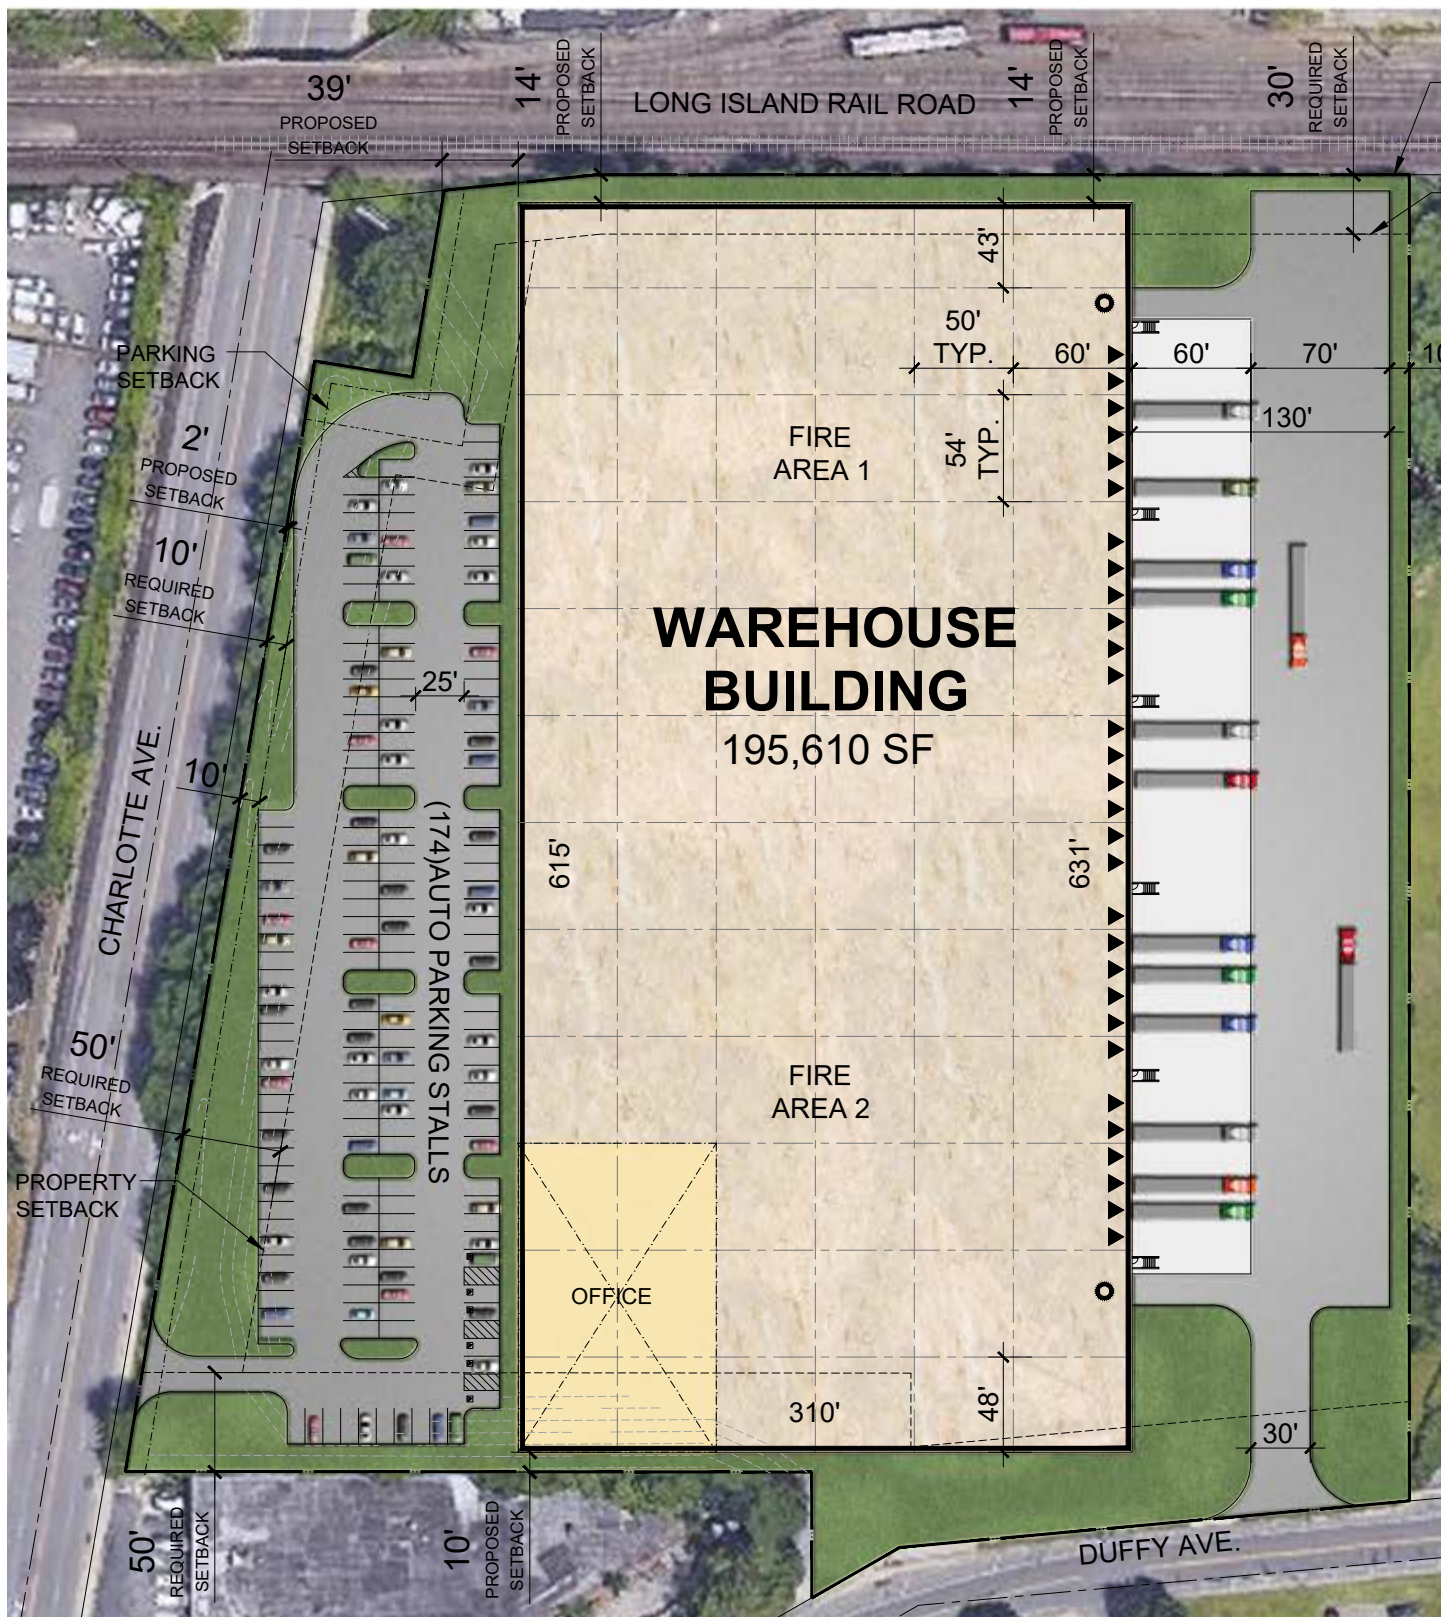 39'
PROPOSED
SETBACK
14'
PROPOSED
SETBACK
LONG ISLAND RAIL ROAD
14'
PROPOSED
SETBACK
30'
REQUIRED
SETBACK
43'
50'
TYP.
60'
60'
70'
130'
54'
TYP.
PARKING
SETBACK
2'
PROPOSED
SETBACK
10'
REQUIRED
SETBACK
FIRE
AREA 1
WAREHOUSE
BUILDING
195,610 SF
25'
10'
CHARLOTTE AVE.
(174)AUTO PARKING STALLS
615'
631'
50'
REQUIRED
SETBACK
FIRE
AREA 2
PROPERTY
SETBACK
OFFICE
310'
48'
30'
50'
REQUIRED
SETBACK
10'
PROPOSED
SETBACK
DUFFY AVE.